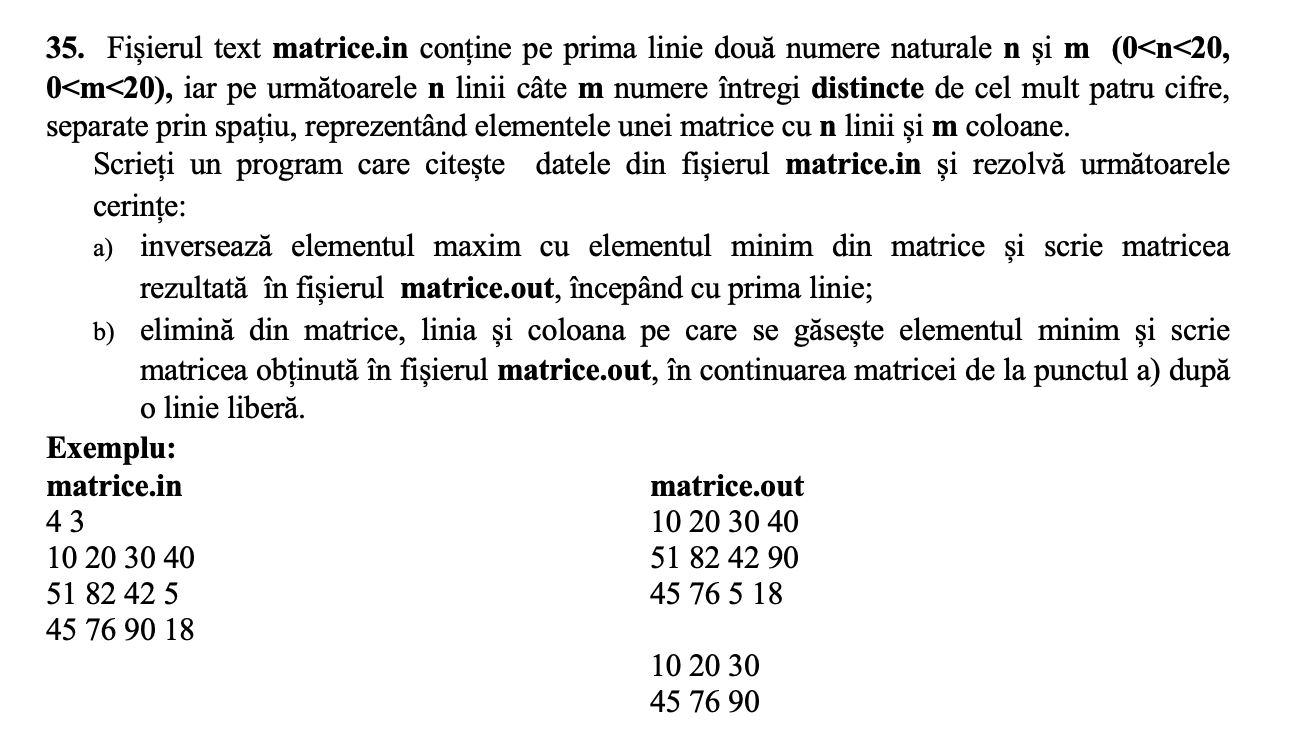 35. Fișierul text matrice.in conține pe prima linie două numere naturale n și m (0<n<20,
0<m<20), iar pe următoarele n linii câte m numere întregi distincte de cel mult patru cifre,
separate prin spațiu, reprezentând elementele unei matrice cu n linii și m coloane.
Scrieți un program care citește datele din fișierul matrice.in și rezolvă următoarele
cerințe:
a) inversează elementul maxim cu elementul minim din matrice și scrie matricea
rezultată în fișierul matrice.out, începând cu prima linie;
b) elimină din matrice, linia și coloana pe care se găsește elementul minim și scrie
matricea obținută în fișierul matrice.out, în continuarea matricei de la punctul a) după
o linie liberă.
Exemplu:
matrice.in
4 3
10 20 30 40
51 82 42 5
45 76 90 18
matrice.out
10 20 30 40
51 82 42 90
45 76 5 18

10 20 30
45 76 90